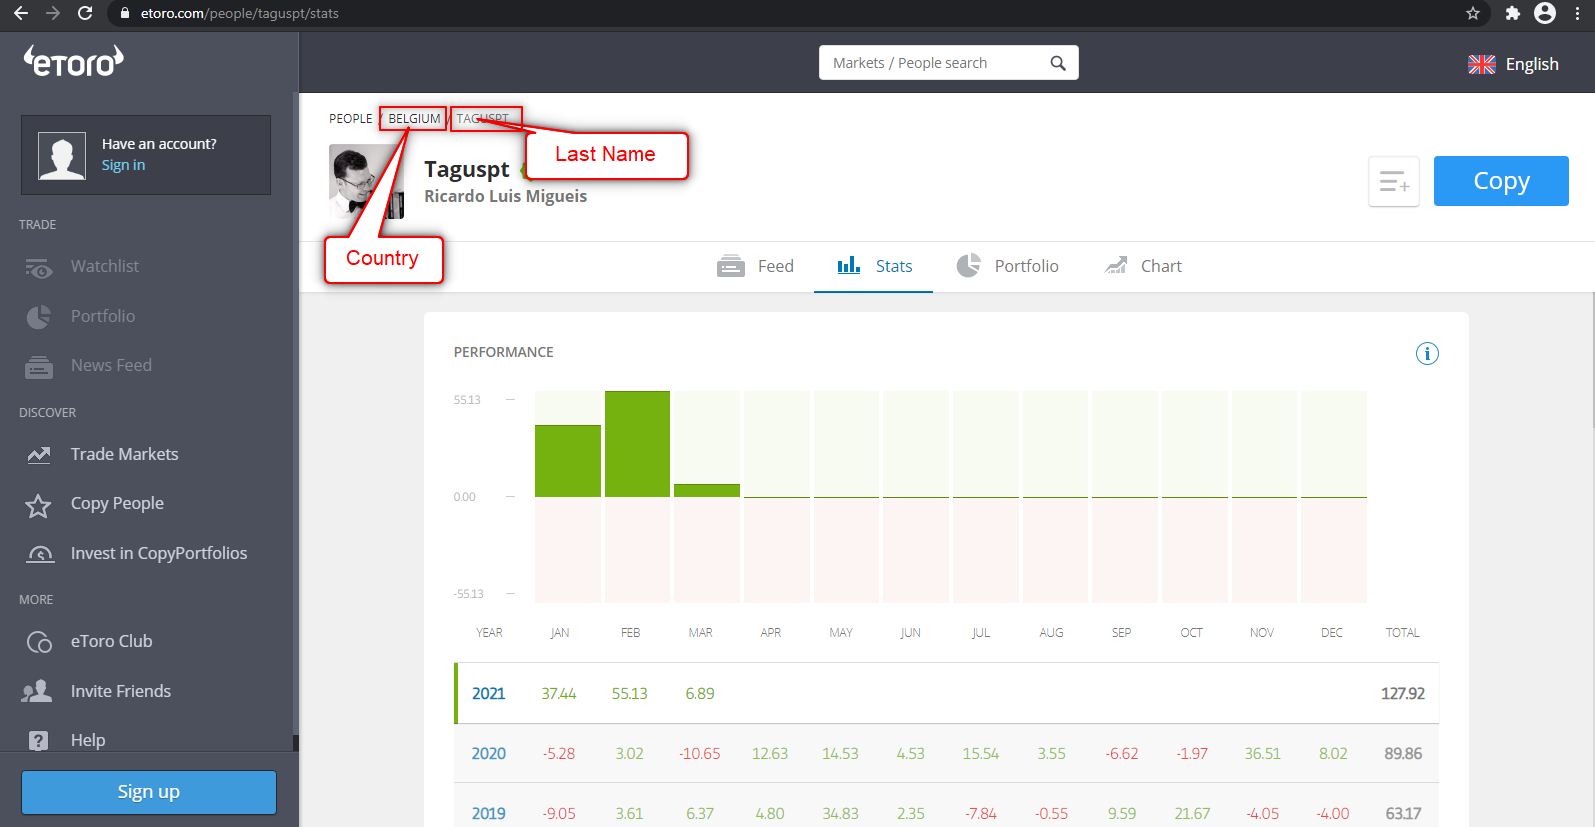 etoro.com/people/taguspt/stats
eToro
Markets / People search
English
Have an account?
Sign in
TRADE
Watchlist
Portfolio
News Feed
DISCOVER
Trade Markets
Copy People
Invest in CopyPortfolios
MORE
eToro Club
Invite Friends
Help
Sign up
PEOPLE / BELGIUM / TAGUSPT
Last Name
Country
Taguspt
Ricardo Luis Migueis
Copy
Feed
Stats
Portfolio
Chart
PERFORMANCE
55.13
0.00
-55.13
YEAR JAN FEB MAR APR MAY JUN JUL AUG SEP OCT NOV DEC TOTAL
2021 37.44 55.13 6.89 127.92
2020 -5.28 3.02 -10.65 12.63 14.53 4.53 15.54 3.55 -6.62 -1.97 36.51 8.02 89.86
2019 -9.05 3.61 6.37 4.80 34.83 2.35 -7.84 -0.55 9.59 21.67 -4.05 -4.00 63.17